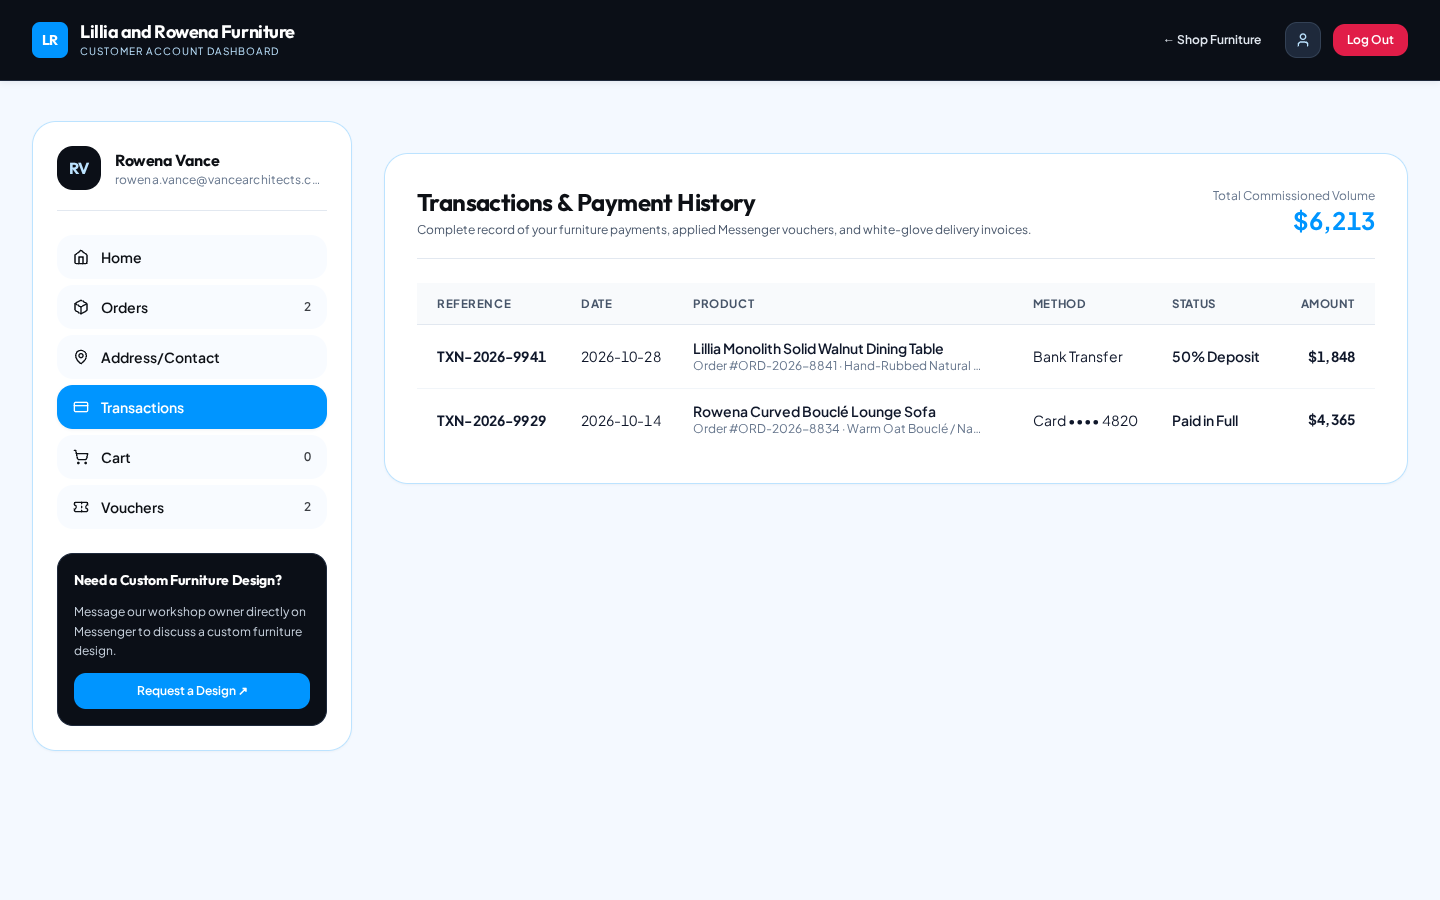 LR
Lillia and Rowena Furniture
CUSTOMER ACCOUNT DASHBOARD
← Shop Furniture
Log Out
RV
Rowena Vance
rowena.vance@vancearchitects.c...
Home
Orders 2
Address/Contact
Transactions
Cart 0
Vouchers 2
Need a Custom Furniture Design?
Message our workshop owner directly on
Messenger to discuss a custom furniture
design.
Request a Design ↗
Transactions & Payment History
Complete record of your furniture payments, applied Messenger vouchers, and white-glove delivery invoices.
Total Commissioned Volume
$6,213
REFERENCE DATE PRODUCT METHOD STATUS AMOUNT
TXN-2026-9941 2026-10-28 Lillia Monolith Solid Walnut Dining Table Bank Transfer 50% Deposit $1,848
Order #ORD-2026-8841 · Hand-Rubbed Natural ...
TXN-2026-9929 2026-10-14 Rowena Curved Bouclé Lounge Sofa Card •••• 4820 Paid in Full $4,365
Order #ORD-2026-8834 · Warm Oat Bouclé / Na...